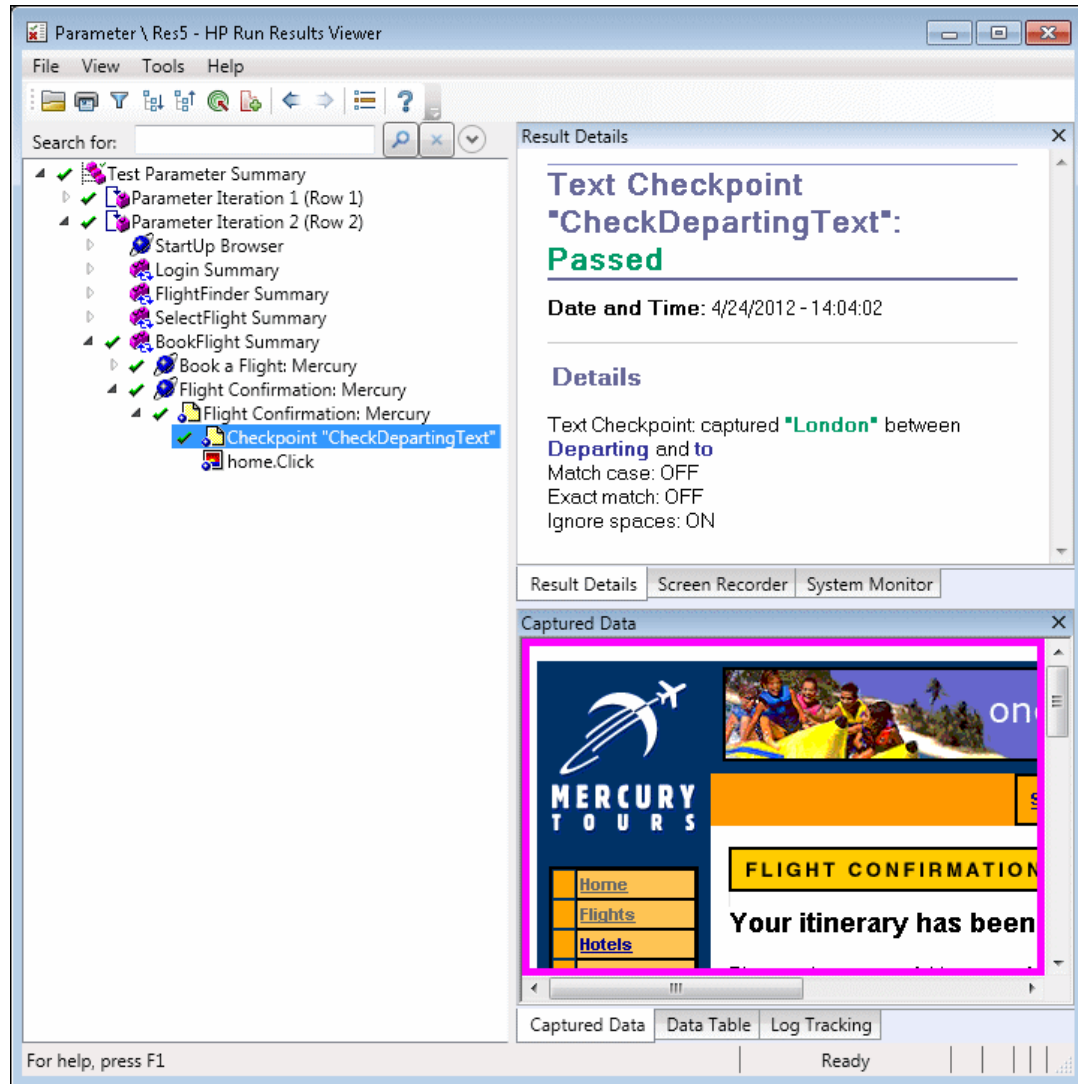 Parameter \ Res5 - HP Run Results Viewer
File View Tools Help
Search for:
Test Parameter Summary
Parameter Iteration 1 (Row 1)
Parameter Iteration 2 (Row 2)
StartUp Browser
Login Summary
FlightFinder Summary
SelectFlight Summary
BookFlight Summary
Book a Flight: Mercury
Flight Confirmation: Mercury
Flight Confirmation: Mercury
Checkpoint "CheckDepartingText"
home.Click
Result Details
Text Checkpoint
"CheckDepartingText":
Passed
Date and Time: 4/24/2012 - 14:04:02
Details
Text Checkpoint: captured "London" between
Departing and to
Match case: OFF
Exact match: OFF
Ignore spaces: ON
Result Details Screen Recorder System Monitor
Captured Data
MERCURY
TOURS
one
Home
Flights
Hotels
FLIGHT CONFIRMATION
Your itinerary has been
Captured Data Data Table Log Tracking
For help, press F1 Ready